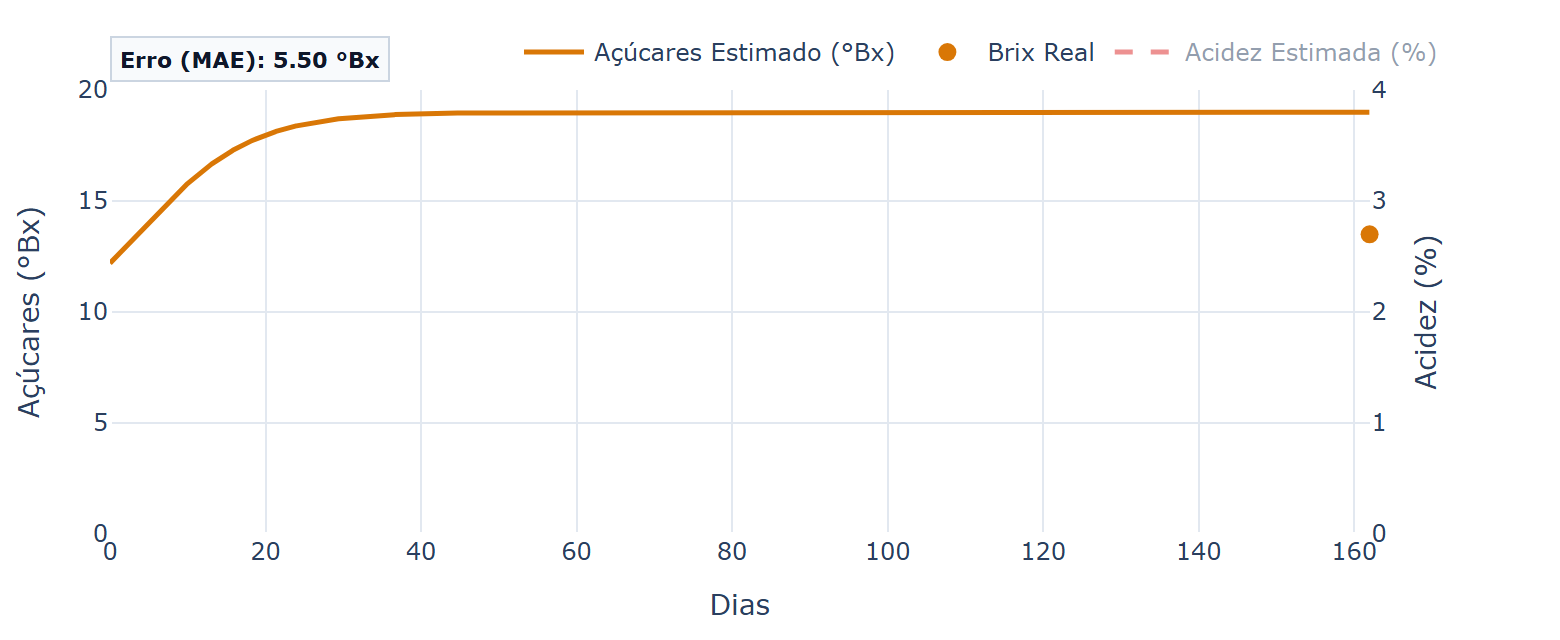 Erro (MAE): 5.50 °Bx
Açúcares Estimado (°Bx)
Brix Real
Acidez Estimada (%)
20
15
10
5
0
Açúcares (°Bx)
4
3
2
1
0
Acidez (%)
0 20 40 60 80 100 120 140 160
Dias